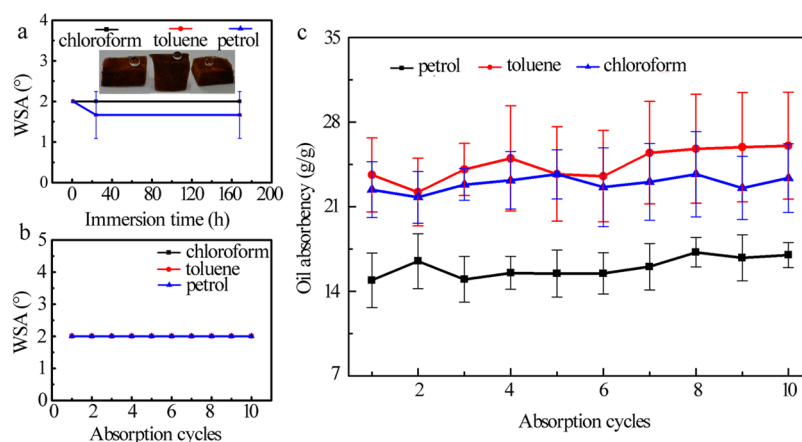 a
4
chloroform toluene petrol
3
WSA (°)
2
1
0
0 40 80 120 160 200
Immersion time (h)
b
5
chloroform
4
toluene
petrol
3
WSA (°)
2
1
0
0 2 4 6 8 10
Absorption cycles
c
35
petrol toluene chloroform
28
Oil absorbency (g/g)
21
14
7
2 4 6 8 10
Absorption cycles